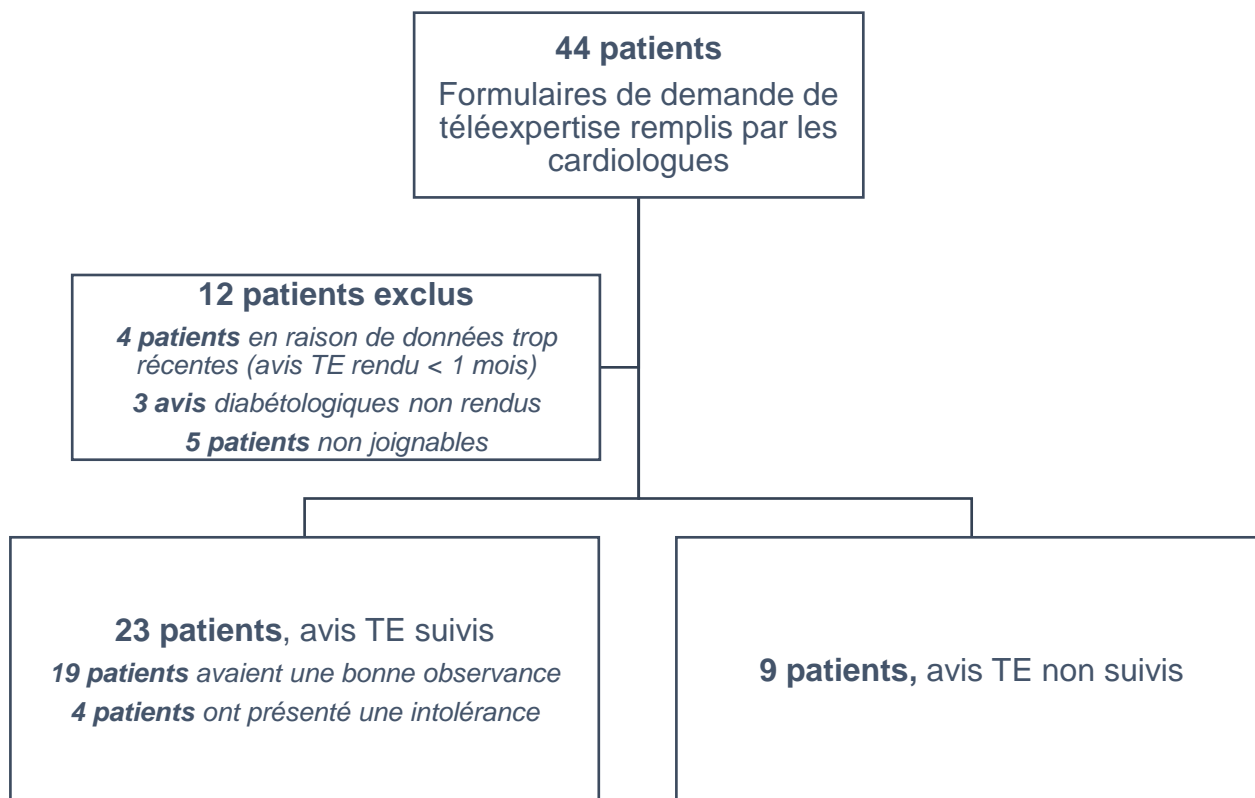 44 patients
Formulaires de demande de
téléexpertise remplis par les
cardiologues
12 patients exclus
4 patients en raison de données trop
récentes (avis TE rendu < 1 mois)
3 avis diabétologiques non rendus
5 patients non joignables
23 patients, avis TE suivis
19 patients avaient une bonne observance
4 patients ont présenté une intolérance
9 patients, avis TE non suivis